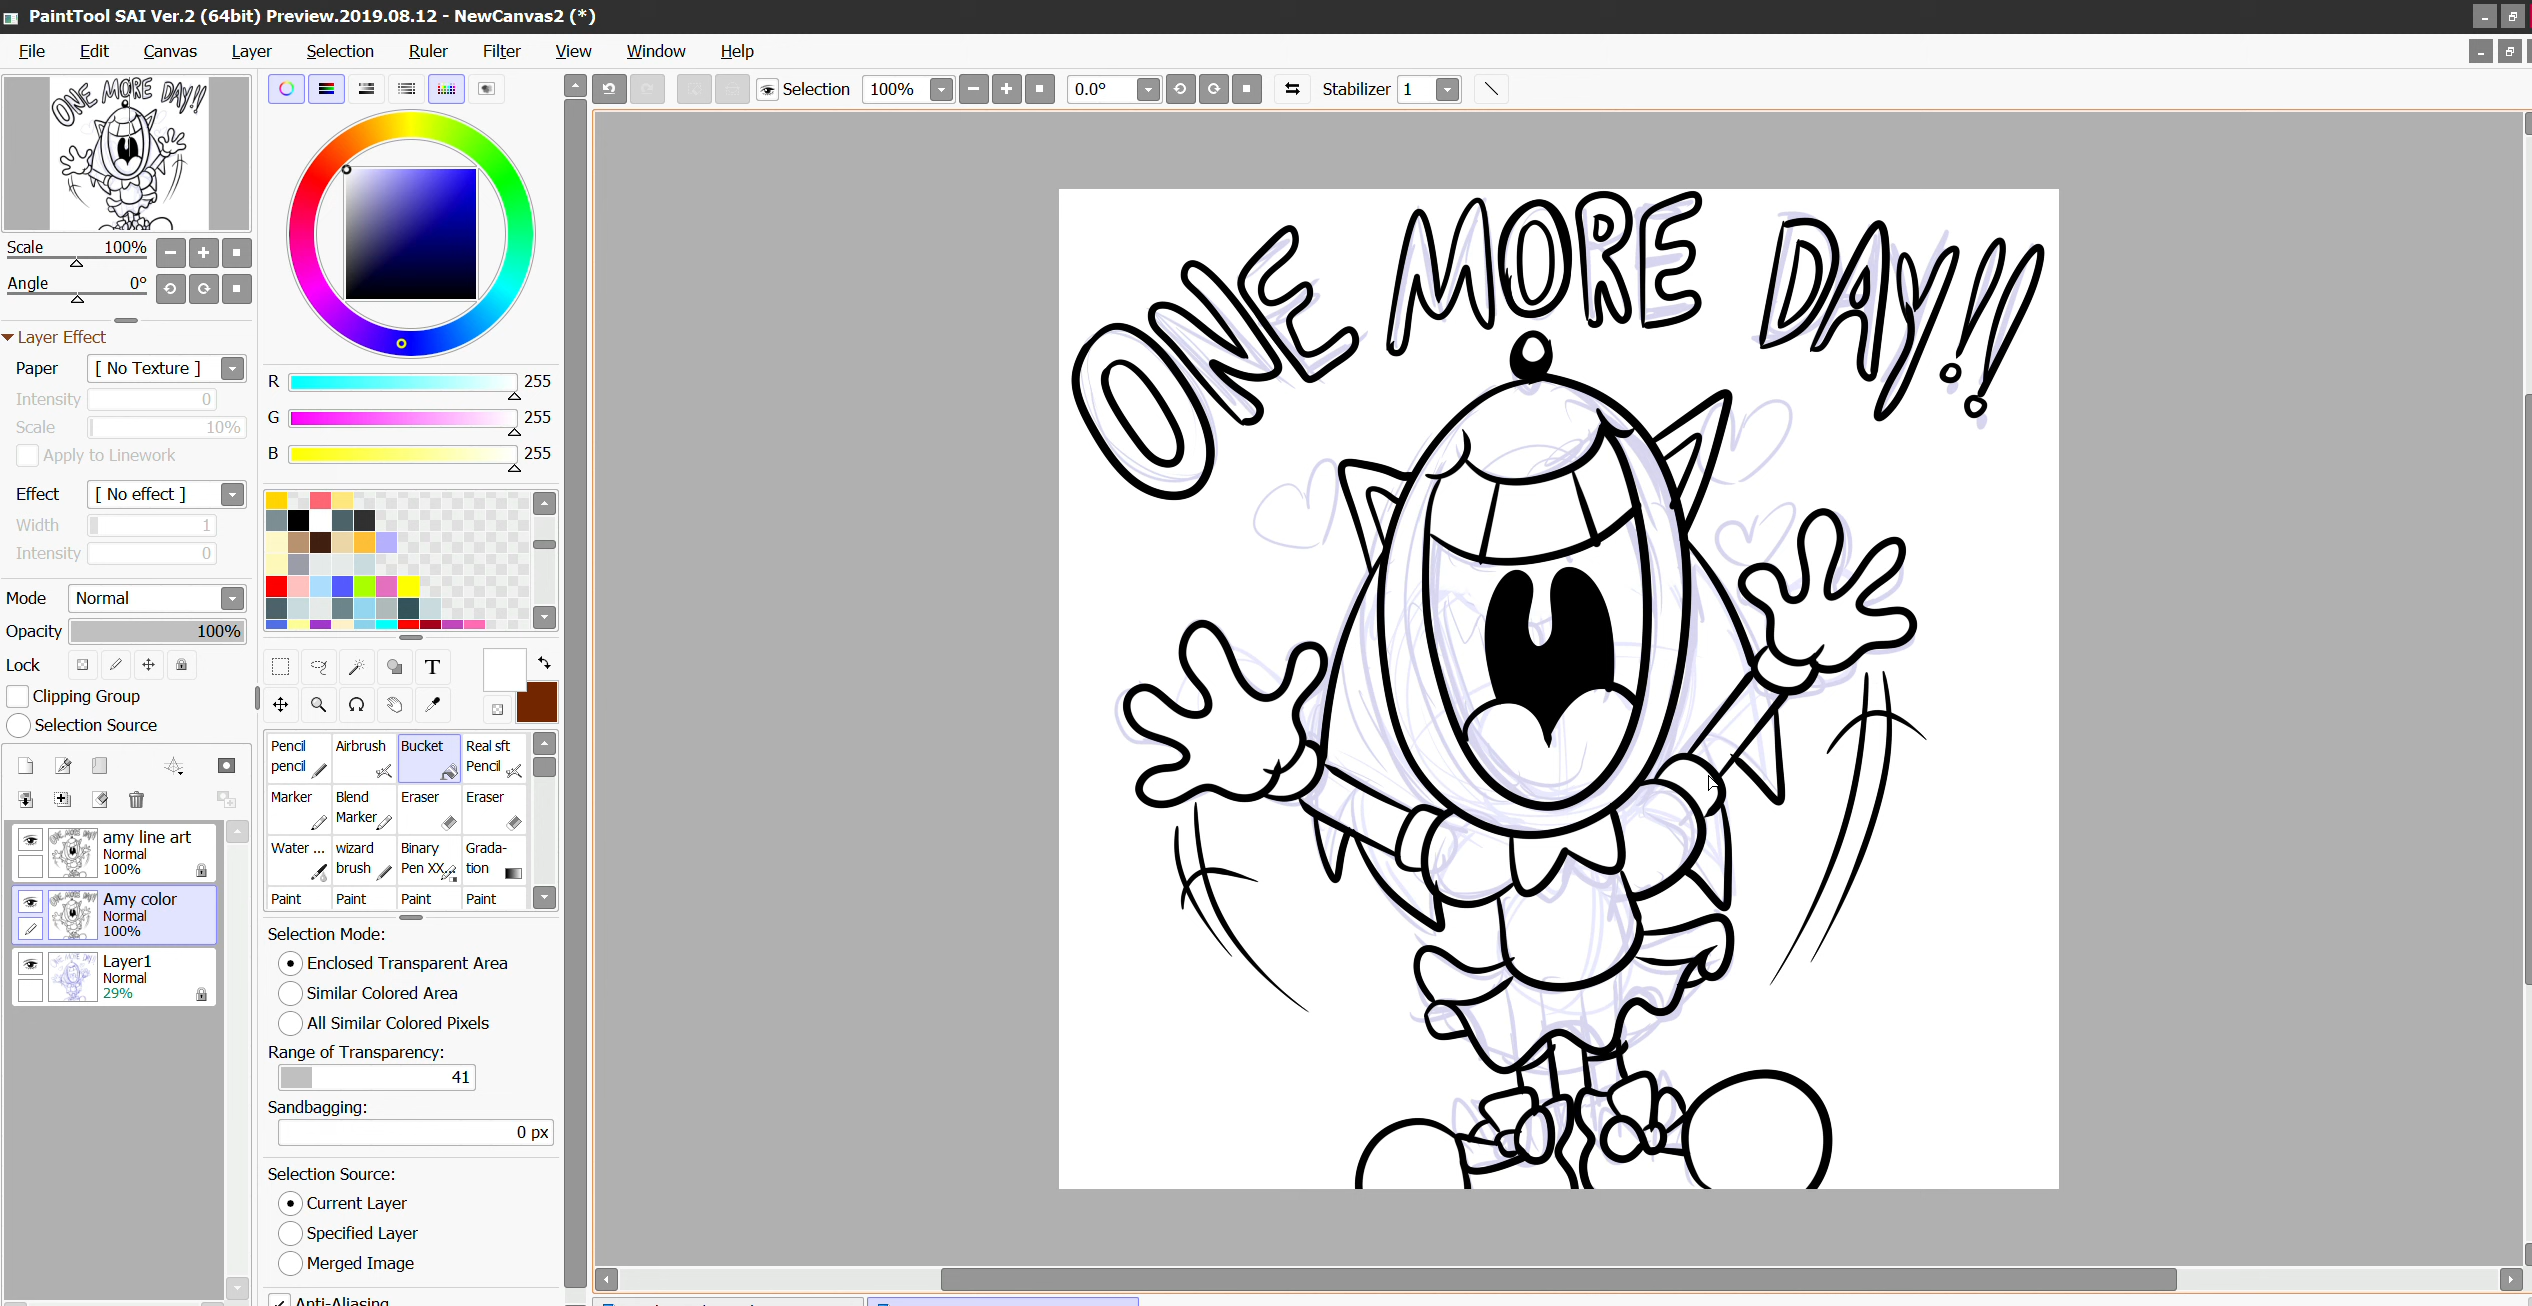 PaintTool SAI Ver.2 (64bit) Preview.2019.08.12 - NewCanvas2 (*)
File Edit Canvas Layer Selection Ruler Filter View Window Help
Selection 100% 0.0° Stabilizer 1
Scale 100%
Angle 0°
Layer Effect
Paper [ No Texture ]
Intensity 0
Scale 10%
Apply to Linework
Effect [ No effect ]
Width 1
Intensity 0
Mode Normal
Opacity 100%
Lock
Clipping Group
Selection Source
amy line art
Normal
100%
Amy color
Normal
100%
Layer1
Normal
29%
R 255
G 255
B 255
T
Pencil pencil
Airbrush
Bucket
Real sft Pencil
Marker
Blend Marker
Eraser
Eraser
Water ...
wizard brush
Binary Pen XX
Grada-tion
Paint Paint Paint Paint
Selection Mode:
Enclosed Transparent Area
Similar Colored Area
All Similar Colored Pixels
Range of Transparency:
41
Sandbagging:
0 px
Selection Source:
Current Layer
Specified Layer
Merged Image
Anti-Aliasing
ONE MORE DAY!!